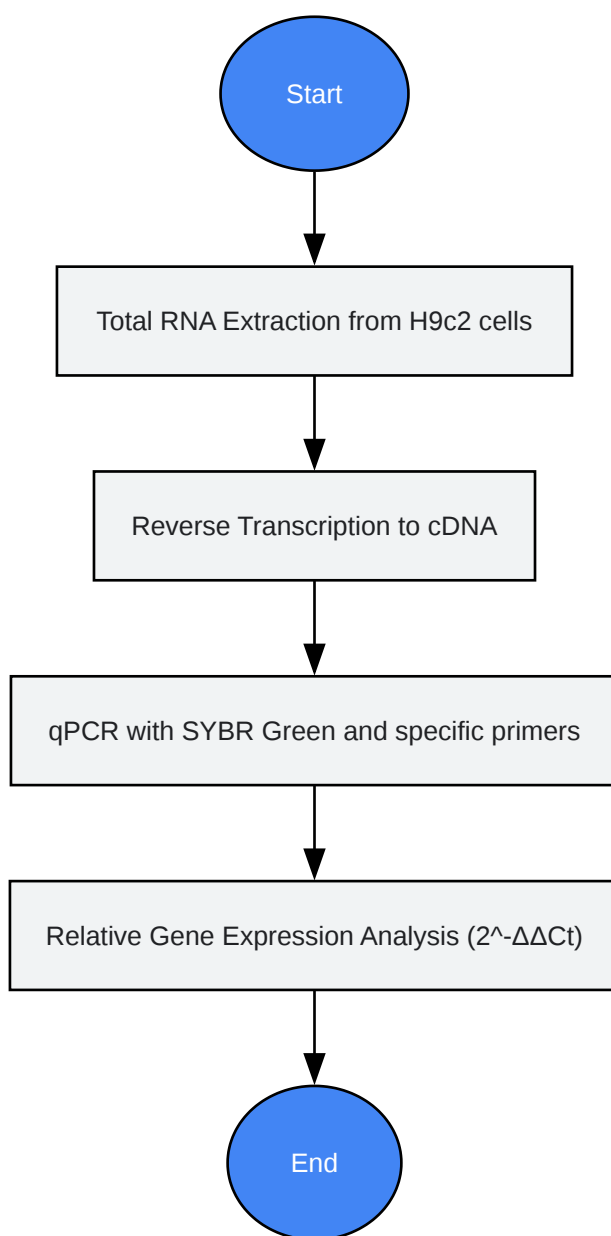 Start
Total RNA Extraction from H9c2 cells
Reverse Transcription to cDNA
qPCR with SYBR Green and specific primers
Relative Gene Expression Analysis (2^-ΔΔCt)
End